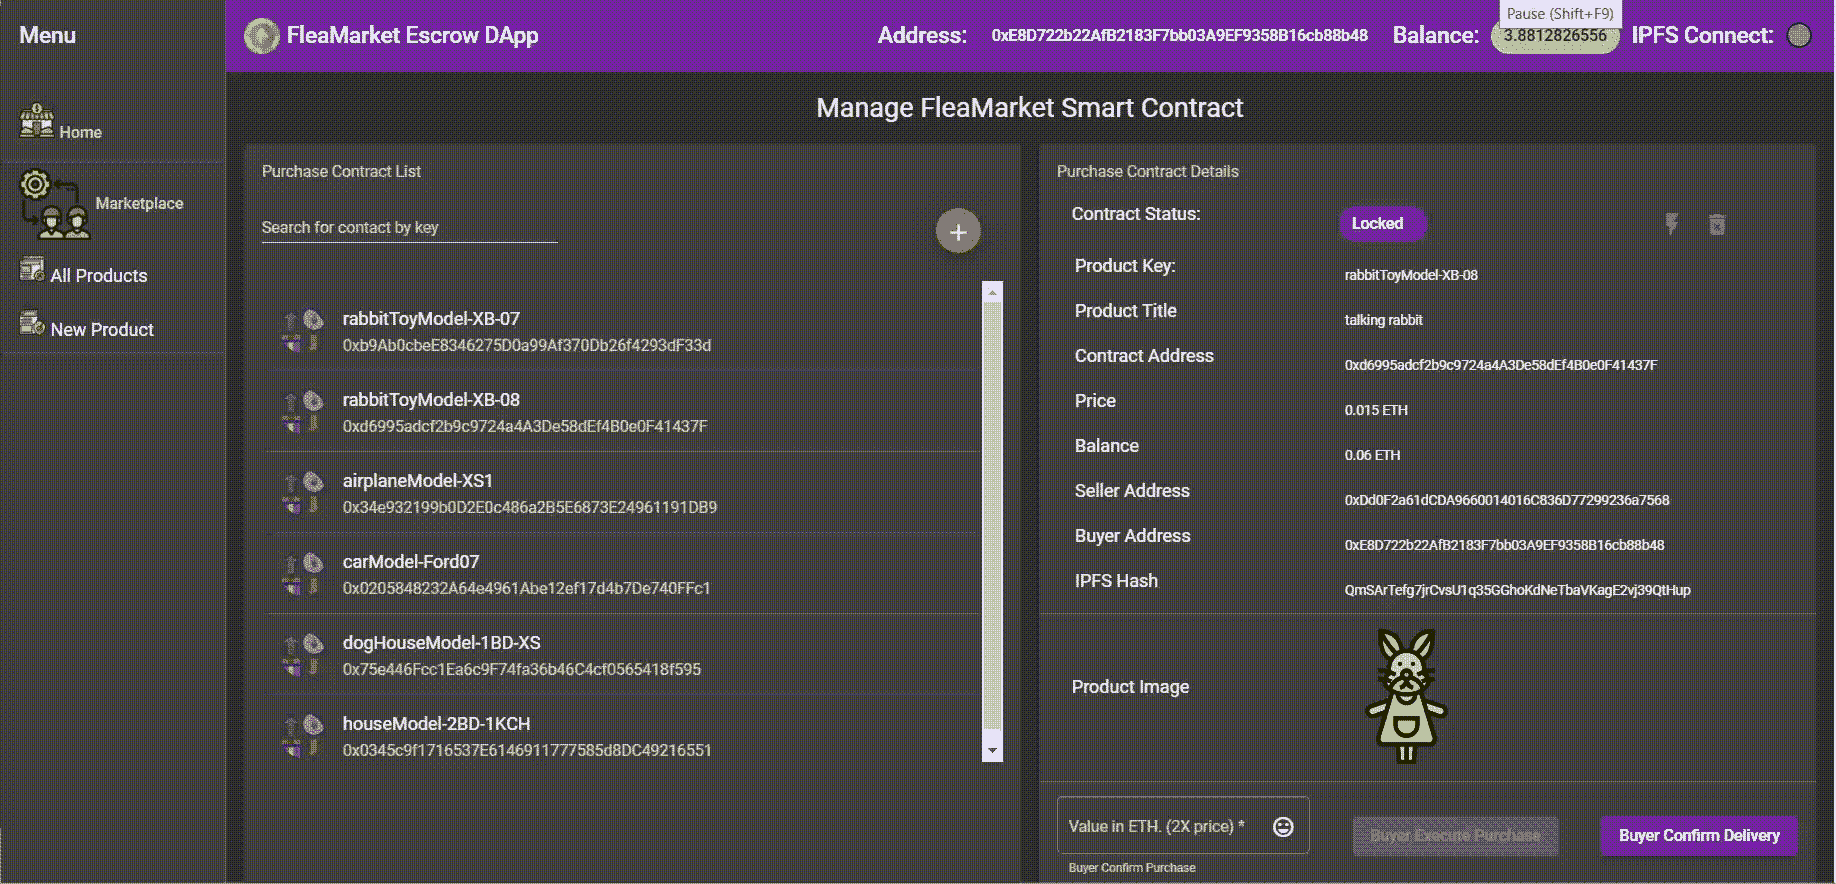 Menu
FleaMarket Escrow DApp
Address: 0xE8D722b22AfB2183F7bb03A9EF9358B16cb88b48
Balance: 3.8812826556
IPFS Connect:
Pause (Shift+F9)
Home
Marketplace
All Products
New Product
Manage FleaMarket Smart Contract
Purchase Contract List
Search for contact by key
+
rabbitToyModel-XB-07
0xb9Ab0cbeE8346275D0a99Af370Db26f4293dF33d
rabbitToyModel-XB-08
0xd6995adcf2b9c9724a4A3De58dEf4B0e0F41437F
airplaneModel-XS1
0x34e932199b0D2E0c486a2B5E6873E24961191DB9
carModel-Ford07
0x0205848232A64e4961Abe12ef17d4b7De740FFc1
dogHouseModel-1BD-XS
0x75e446Fcc1Ea6c9F74fa36b46C4cf0565418f595
houseModel-2BD-1KCH
0x0345c9f1716537E6146911777585d8DC49216551
Purchase Contract Details
Contract Status: Locked
Product Key: rabbitToyModel-XB-08
Product Title talking rabbit
Contract Address 0xd6995adcf2b9c9724a4A3De58dEf4B0e0F41437F
Price 0.015 ETH
Balance 0.06 ETH
Seller Address 0xDd0F2a61dCDA9660014016C836D77299236a7568
Buyer Address 0xE8D722b22AfB2183F7bb03A9EF9358B16cb88b48
IPFS Hash QmSArTefg7jrCvsU1q35GGhoKdNeTbaVKagE2vj39QtHup
Product Image
Value in ETH. (2X price) *
Buyer Execute Purchase
Buyer Confirm Delivery
Buyer Confirm Purchase